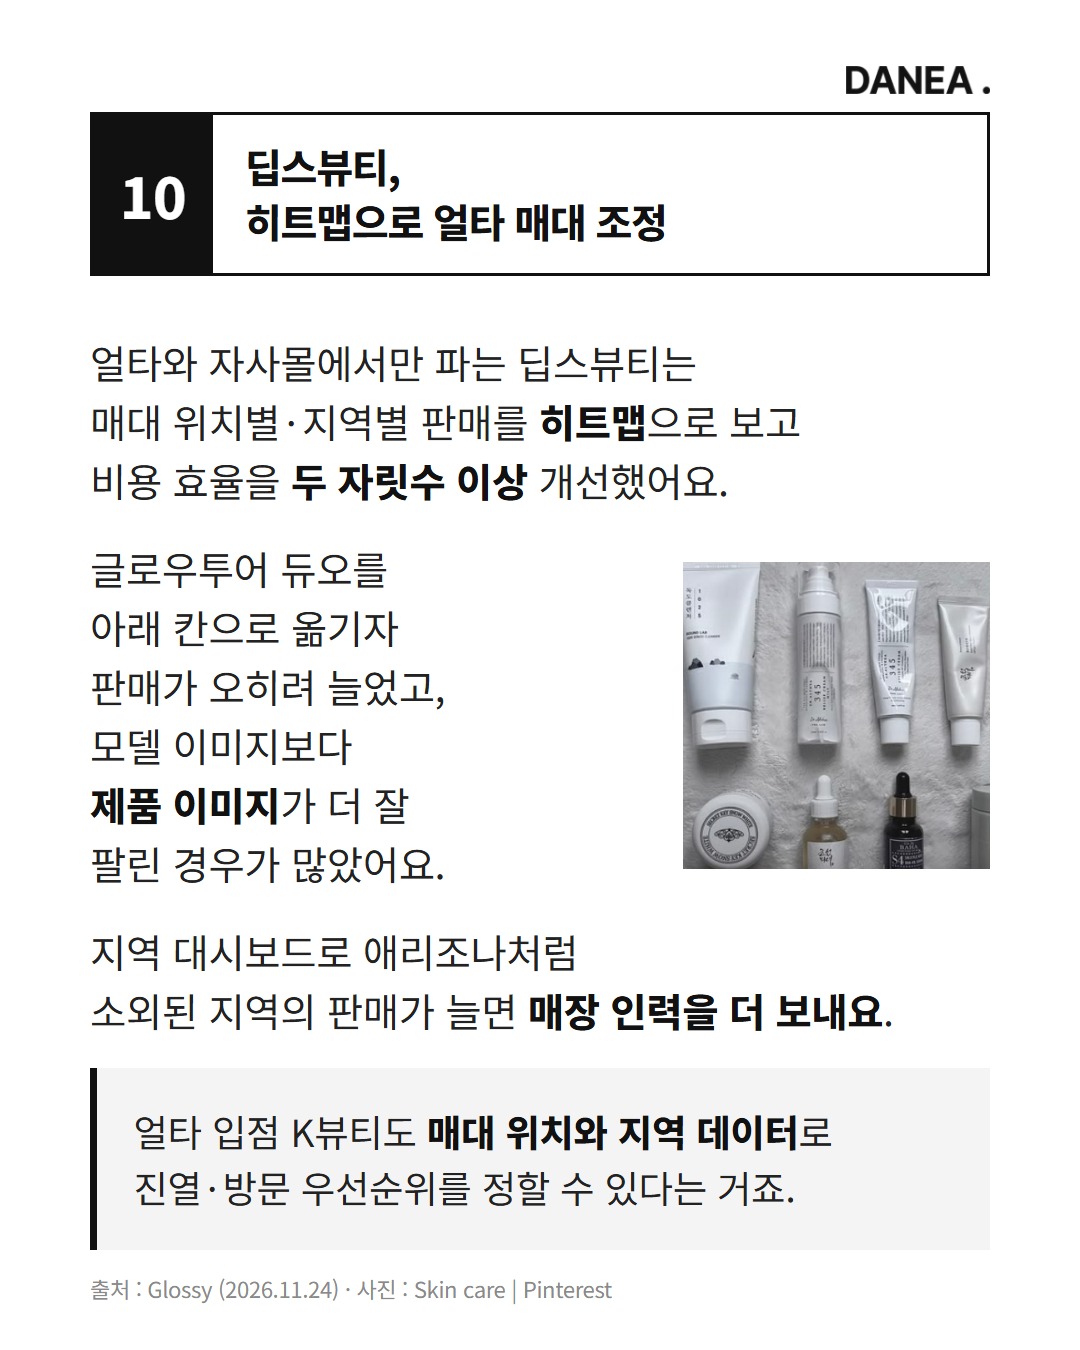 DANEA .
10
딥스뷰티,
히트맵으로 얼타 매대 조정
얼타와 자사몰에서만 파는 딥스뷰티는
매대 위치별·지역별 판매를 히트맵으로 보고
비용 효율을 두 자릿수 이상 개선했어요.
글로우투어 듀오를
아래 칸으로 옮기자
판매가 오히려 늘었고,
모델 이미지보다
제품 이미지가 더 잘
팔린 경우가 많았어요.
345
345
지역 대시보드로 애리조나처럼
소외된 지역의 판매가 늘면 매장 인력을 더 보내요.
얼타 입점 K뷰티도 매대 위치와 지역 데이터로
진열·방문 우선순위를 정할 수 있다는 거죠.
출처 : Glossy (2026.11.24) · 사진 : Skin care | Pinterest